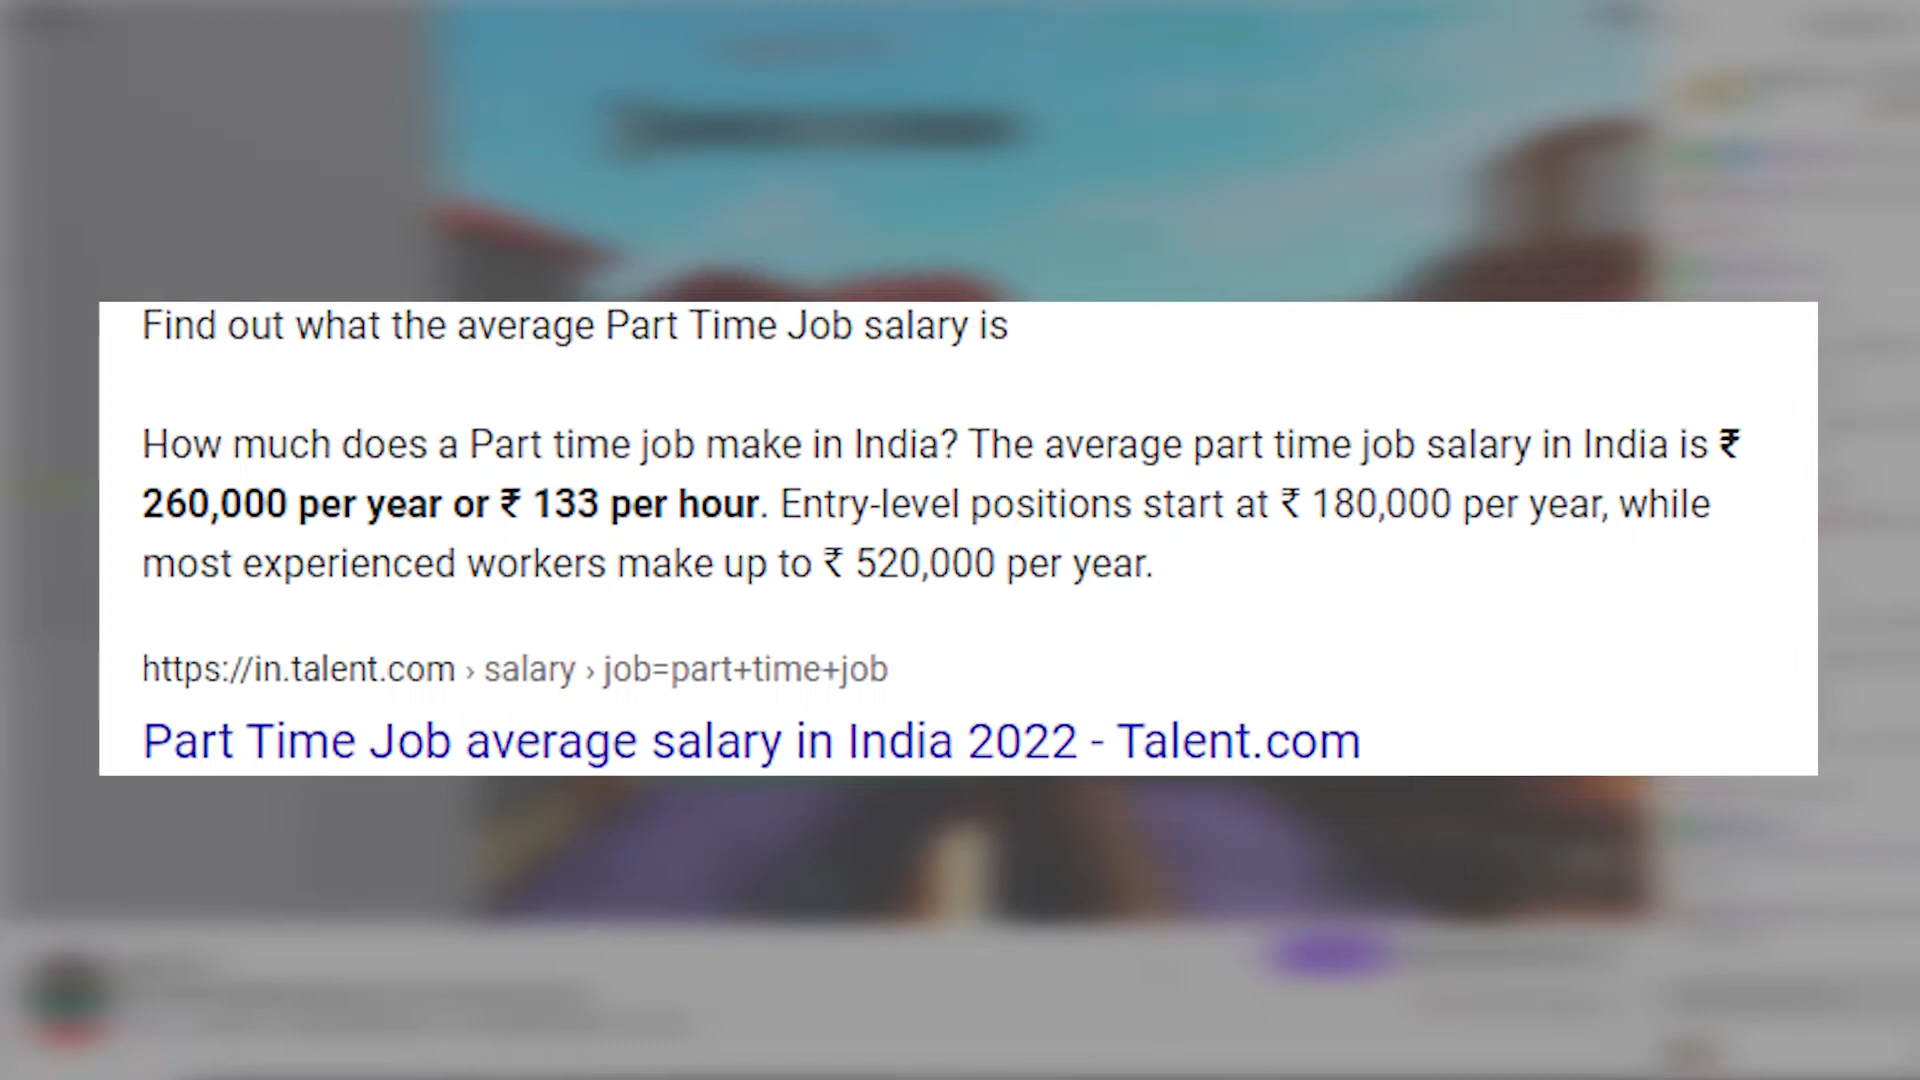 Find out what the average Part Time Job salary is
How much does a Part time job make in India? The average part time job salary in India is ₹
260,000 per year or ₹ 133 per hour. Entry-level positions start at ₹ 180,000 per year, while
most experienced workers make up to ₹ 520,000 per year.
https://in.talent.com › salary › job=part+time+job
Part Time Job average salary in India 2022 - Talent.com